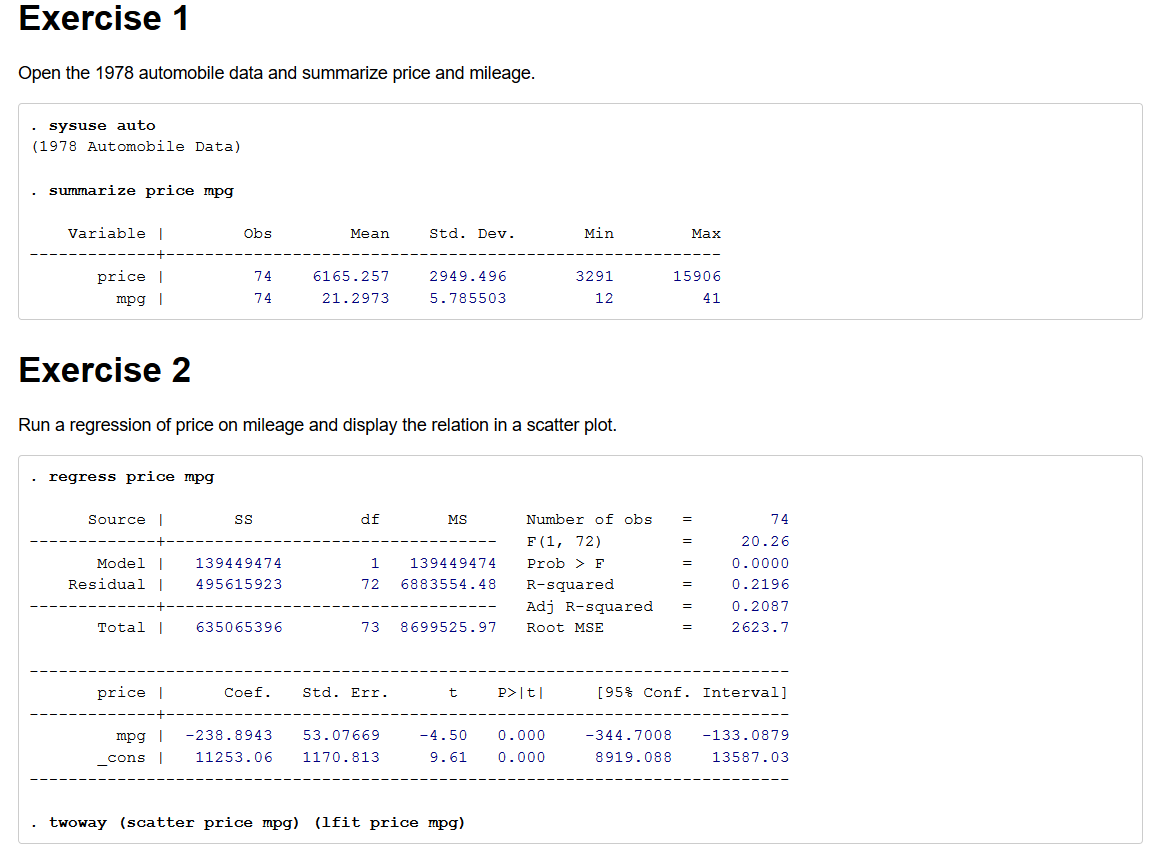 Exercise 1
Open the 1978 automobile data and summarize price and mileage.
. sysuse auto
(1978 Automobile Data)
. summarize price mpg
    Variable |        Obs        Mean    Std. Dev.       Min        Max
-------------+---------------------------------------------------------
       price |         74    6165.257    2949.496       3291      15906
         mpg |         74     21.2973    5.785503         12         41
Exercise 2
Run a regression of price on mileage and display the relation in a scatter plot.
. regress price mpg
      Source |       SS           df       MS      Number of obs   =        74
-------------+----------------------------------   F(1, 72)        =     20.26
       Model |   139449474         1   139449474   Prob > F        =    0.0000
    Residual |   495615923        72  6883554.48   R-squared       =    0.2196
-------------+----------------------------------   Adj R-squared   =    0.2087
       Total |   635065396        73  8699525.97   Root MSE        =    2623.7
------------------------------------------------------------------------------
       price |      Coef.   Std. Err.      t    P>|t|     [95% Conf. Interval]
-------------+----------------------------------------------------------------
         mpg |  -238.8943   53.07669    -4.50   0.000    -344.7008   -133.0879
       _cons |   11253.06   1170.813     9.61   0.000     8919.088    13587.03
------------------------------------------------------------------------------
. twoway (scatter price mpg) (lfit price mpg)